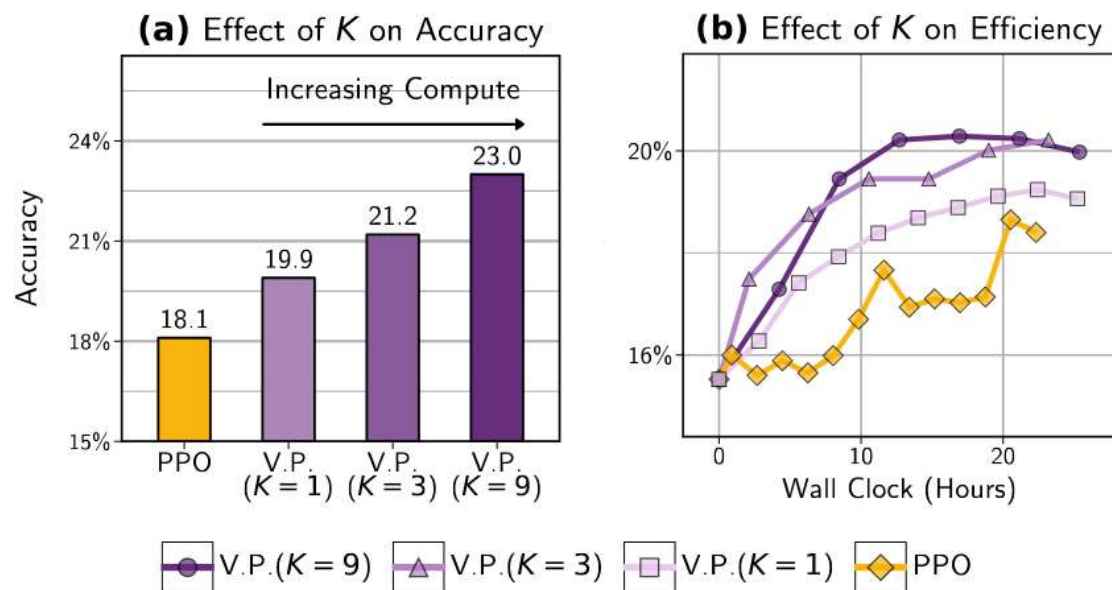 (a) Effect of K on Accuracy
Increasing Compute
24%
21%
18%
15%
Accuracy
18.1
19.9
21.2
23.0
PPO
V.P.
(K = 1)
V.P.
(K = 3)
V.P.
(K = 9)
(b) Effect of K on Efficiency
20%
16%
0
10
20
Wall Clock (Hours)
V.P.(K = 9)
V.P.(K = 3)
V.P.(K = 1)
PPO